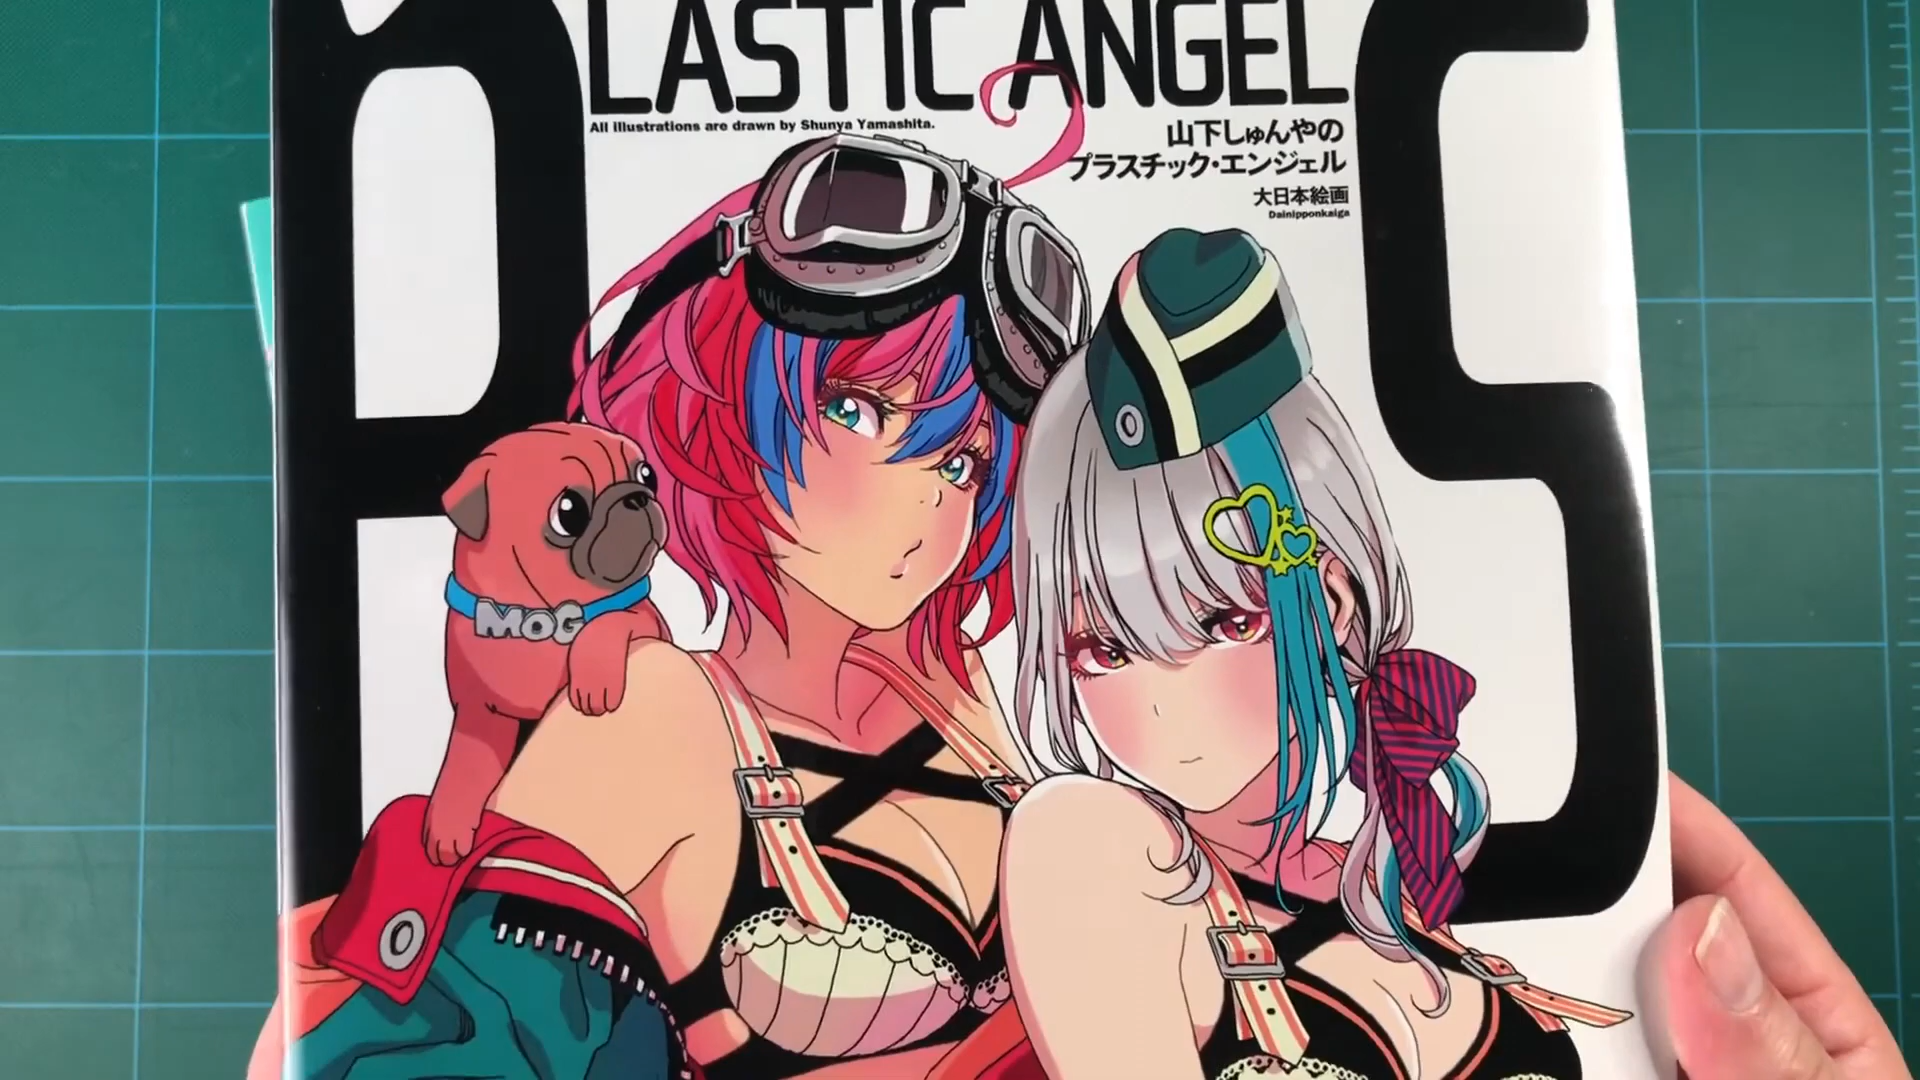 PLASTIC ANGEL
All illustrations are drawn by Shunya Yamashita.
山下しゅんやの
プラスチック・エンジェル
大日本絵画
Dainipponkaiga
S
MOG